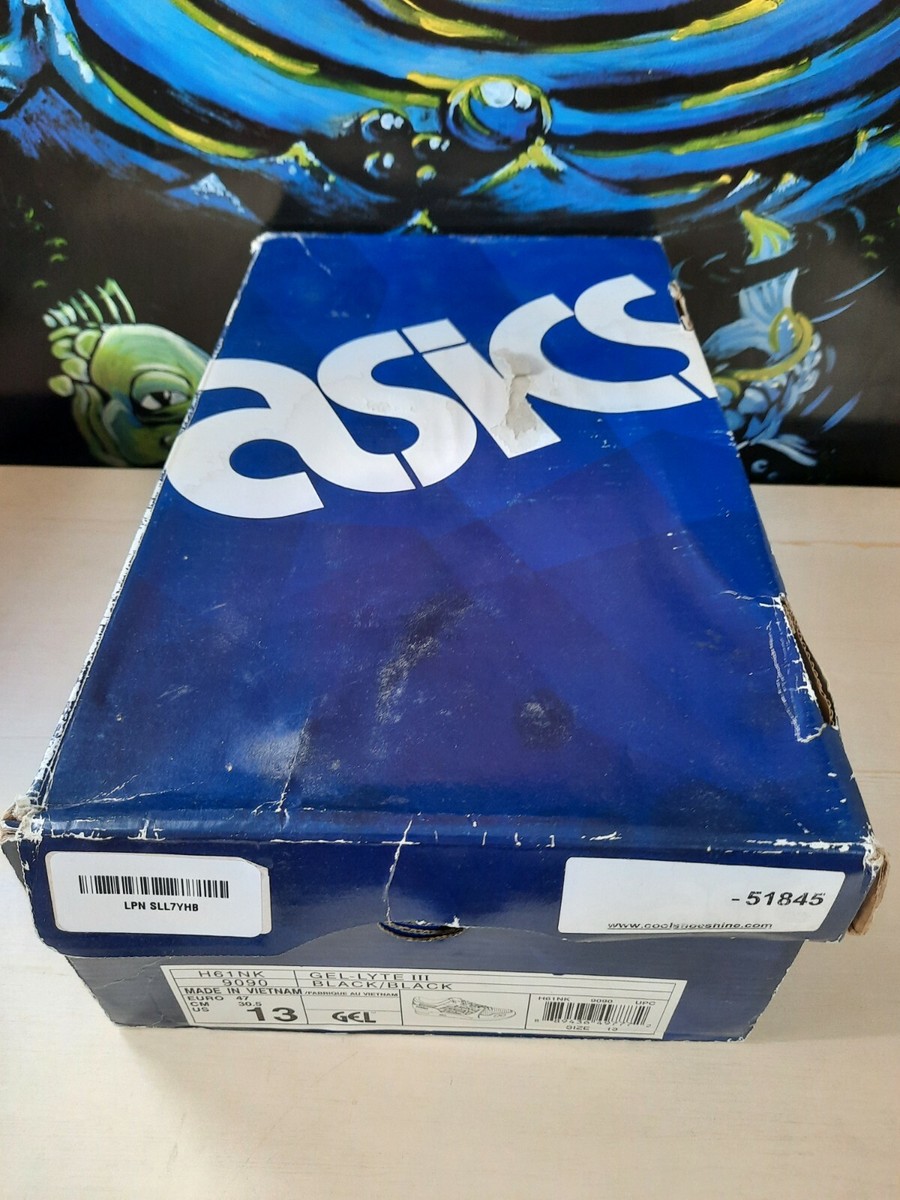 asics
LPN SLL7YHB
-51845
www.coolshoeshine.com
H61NK
9090
GEL-LYTE III
BLACK/BLACK
MADE IN VIETNAM /FABRIQUE AU VIETNAM
EURO 47
CM 30.5
US 13
GEL
H61NK 9090 UPC
SIZE 13